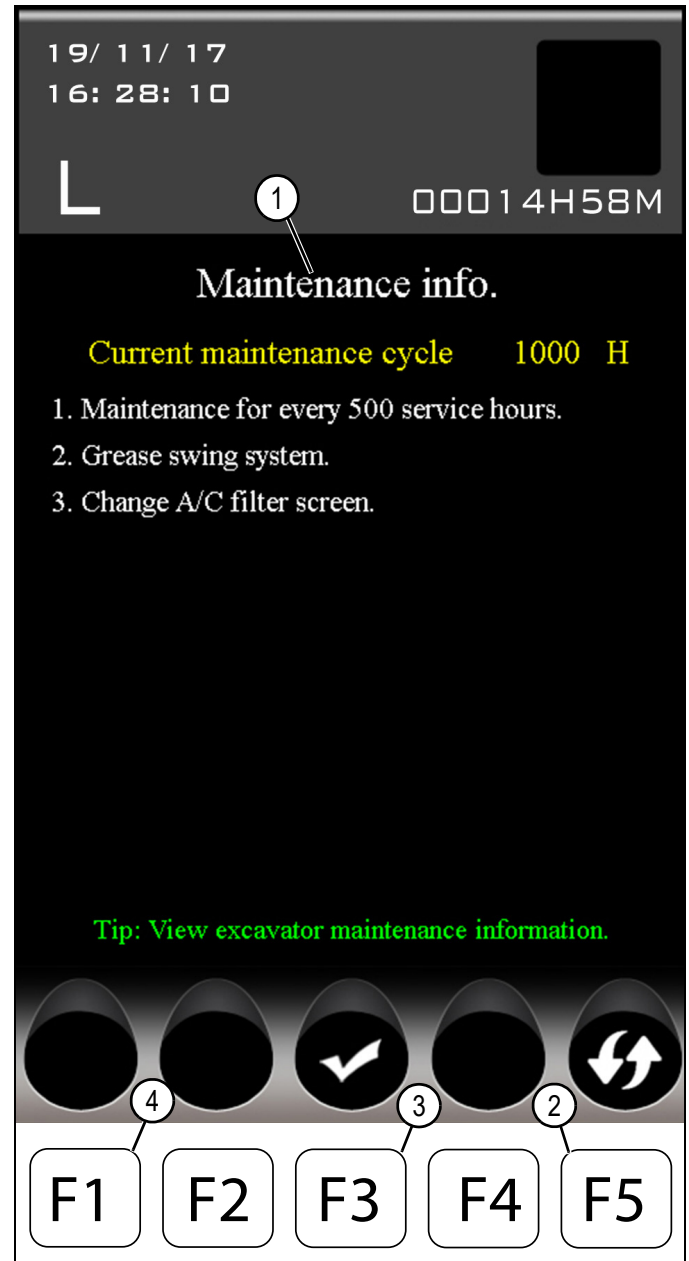 19/ 11/ 17
16: 28: 10
L
1
00014H58M
Maintenance info.
Current maintenance cycle 1000 H
1. Maintenance for every 500 service hours.
2. Grease swing system.
3. Change A/C filter screen.
Tip: View excavator maintenance information.
4
3
2
F1 F2 F3 F4 F5